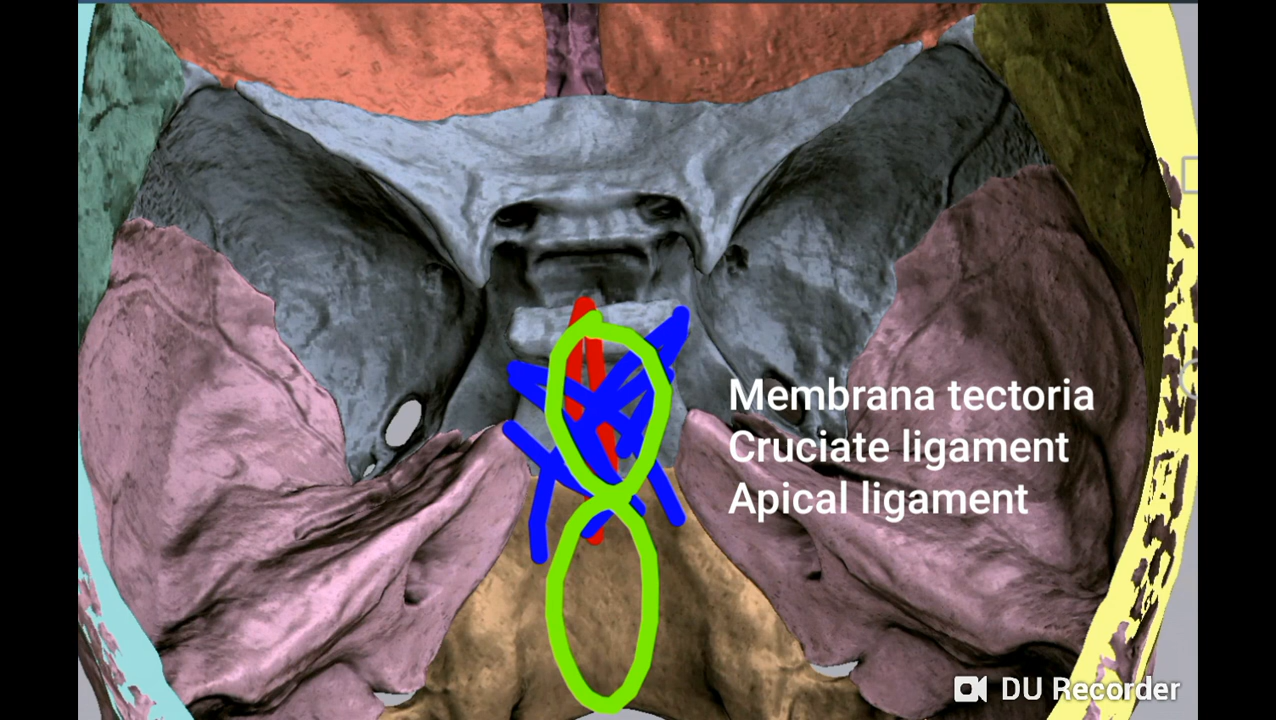 Membrana tectoria
Cruciate ligament
Apical ligament
DU Recorder